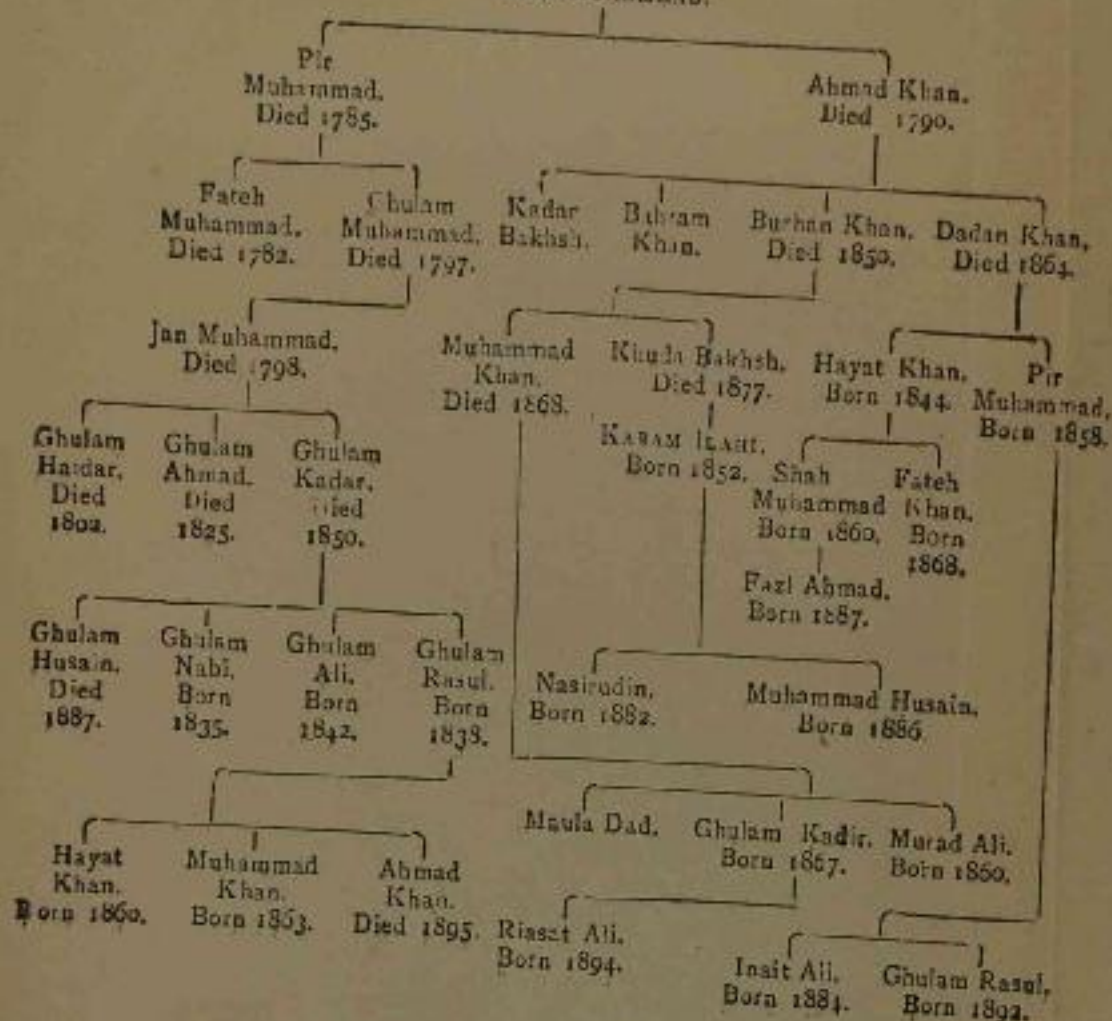 Pir
Muhammad.
Died 1785.
Ahmad Khan.
Died 1790.
Fateh
Muhammad.
Died 1782.
Ghulam
Muhammad.
Died 1797.
Kadar
Bakhsh.
Bahram
Khan.
Burhan Khan.
Died 1850.
Dadan Khan,
Died 1864.
Jan Muhammad.
Died 1798.
Muhammad
Khan.
Died 1868.
Khuda Bakhsh.
Died 1877.
Hayat Khan.
Born 1844.
Pir
Muhammad,
Born 1858.
Ghulam
Haidar.
Died
1802.
Ghulam
Ahmad.
Died
1825.
Ghulam
Kadar.
Died
1850.
KARAM ILAHI.
Born 1852.
Shah
Muhammad
Born 1860.
Fateh
Khan.
Born
1868.
Fazl Ahmad.
Born 1887.
Ghulam
Husain.
Died
1887.
Ghulam
Nabi.
Born
1835.
Ghulam
Ali.
Born
1842.
Ghulam
Rasul.
Born
1838.
Nasirudin.
Born 1882.
Muhammad Husain.
Born 1886
Maula Dad.
Ghulam Kadir.
Born 1867.
Murad Ali.
Born 1860.
Hayat
Khan.
Born 1860.
Muhammad
Khan.
Born 1863.
Ahmad
Khan.
Died 1895.
Riasat Ali.
Born 1894.
Inait Ali.
Born 1884.
Ghulam Rasul,
Born 1892.